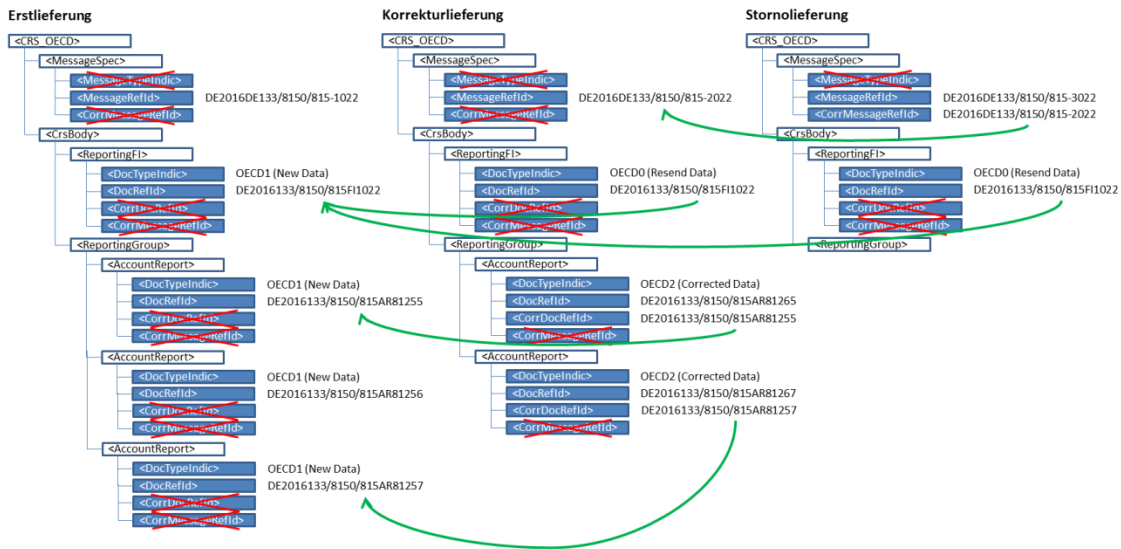 Erstlieferung
<CRS_OECD>
<MessageSpec>
<MessageTypeIndic>
<MessageRefId> DE2016DE133/8150/815-1022
<CorrMessageRefId>
<CrsBody>
<ReportingFI>
<DocTypeIndic> OECD1 (New Data)
<DocRefId> DE2016133/8150/815FI1022
<CorrDocRefId>
<CorrMessageRefId>
<ReportingGroup>
<AccountReport>
<DocTypeIndic> OECD1 (New Data)
<DocRefId> DE2016133/8150/815AR81255
<CorrDocRefId>
<CorrMessageRefId>
<AccountReport>
<DocTypeIndic> OECD1 (New Data)
<DocRefId> DE2016133/8150/815AR81256
<CorrDocRefId>
<CorrMessageRefId>
<AccountReport>
<DocTypeIndic> OECD1 (New Data)
<DocRefId> DE2016133/8150/815AR81257
<CorrDocRefId>
<CorrMessageRefId>
Korrekturlieferung
<CRS_OECD>
<MessageSpec>
<MessageTypeIndic>
<MessageRefId> DE2016DE133/8150/815-2022
<CorrMessageRefId>
<CrsBody>
<ReportingFI>
<DocTypeIndic> OECD0 (Resend Data)
<DocRefId> DE2016133/8150/815FI1022
<CorrDocRefId>
<CorrMessageRefId>
<ReportingGroup>
<AccountReport>
<DocTypeIndic> OECD2 (Corrected Data)
<DocRefId> DE2016133/8150/815AR81265
<CorrDocRefId> DE2016133/8150/815AR81255
<CorrMessageRefId>
<AccountReport>
<DocTypeIndic> OECD2 (Corrected Data)
<DocRefId> DE2016133/8150/815AR81267
<CorrDocRefId> DE2016133/8150/815AR81257
<CorrMessageRefId>
Stornolieferung
<CRS_OECD>
<MessageSpec>
<MessageTypeIndic>
<MessageRefId> DE2016DE133/8150/815-3022
<CorrMessageRefId> DE2016DE133/8150/815-2022
<CrsBody>
<ReportingFI>
<DocTypeIndic> OECD0 (Resend Data)
<DocRefId> DE2016133/8150/815FI1022
<CorrDocRefId>
<CorrMessageRefId>
<ReportingGroup>